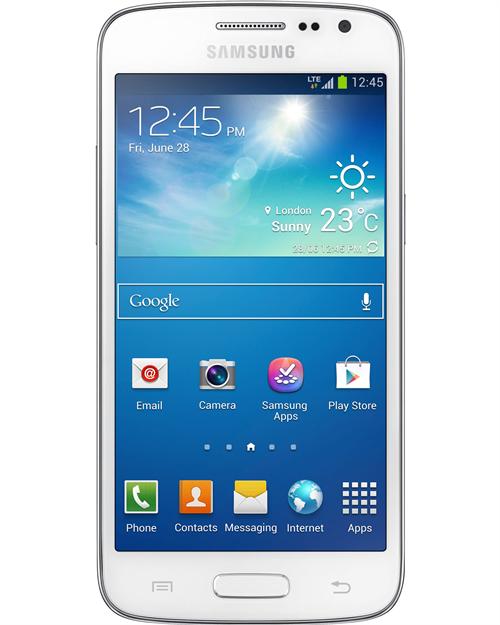 SAMSUNG
LTE 12:45
12:45 PM
Fri, June 28
London
Sunny 23°C
28/06 12:45 PM
Google
Email Camera Samsung Apps Play Store
Phone Contacts Messaging Internet Apps